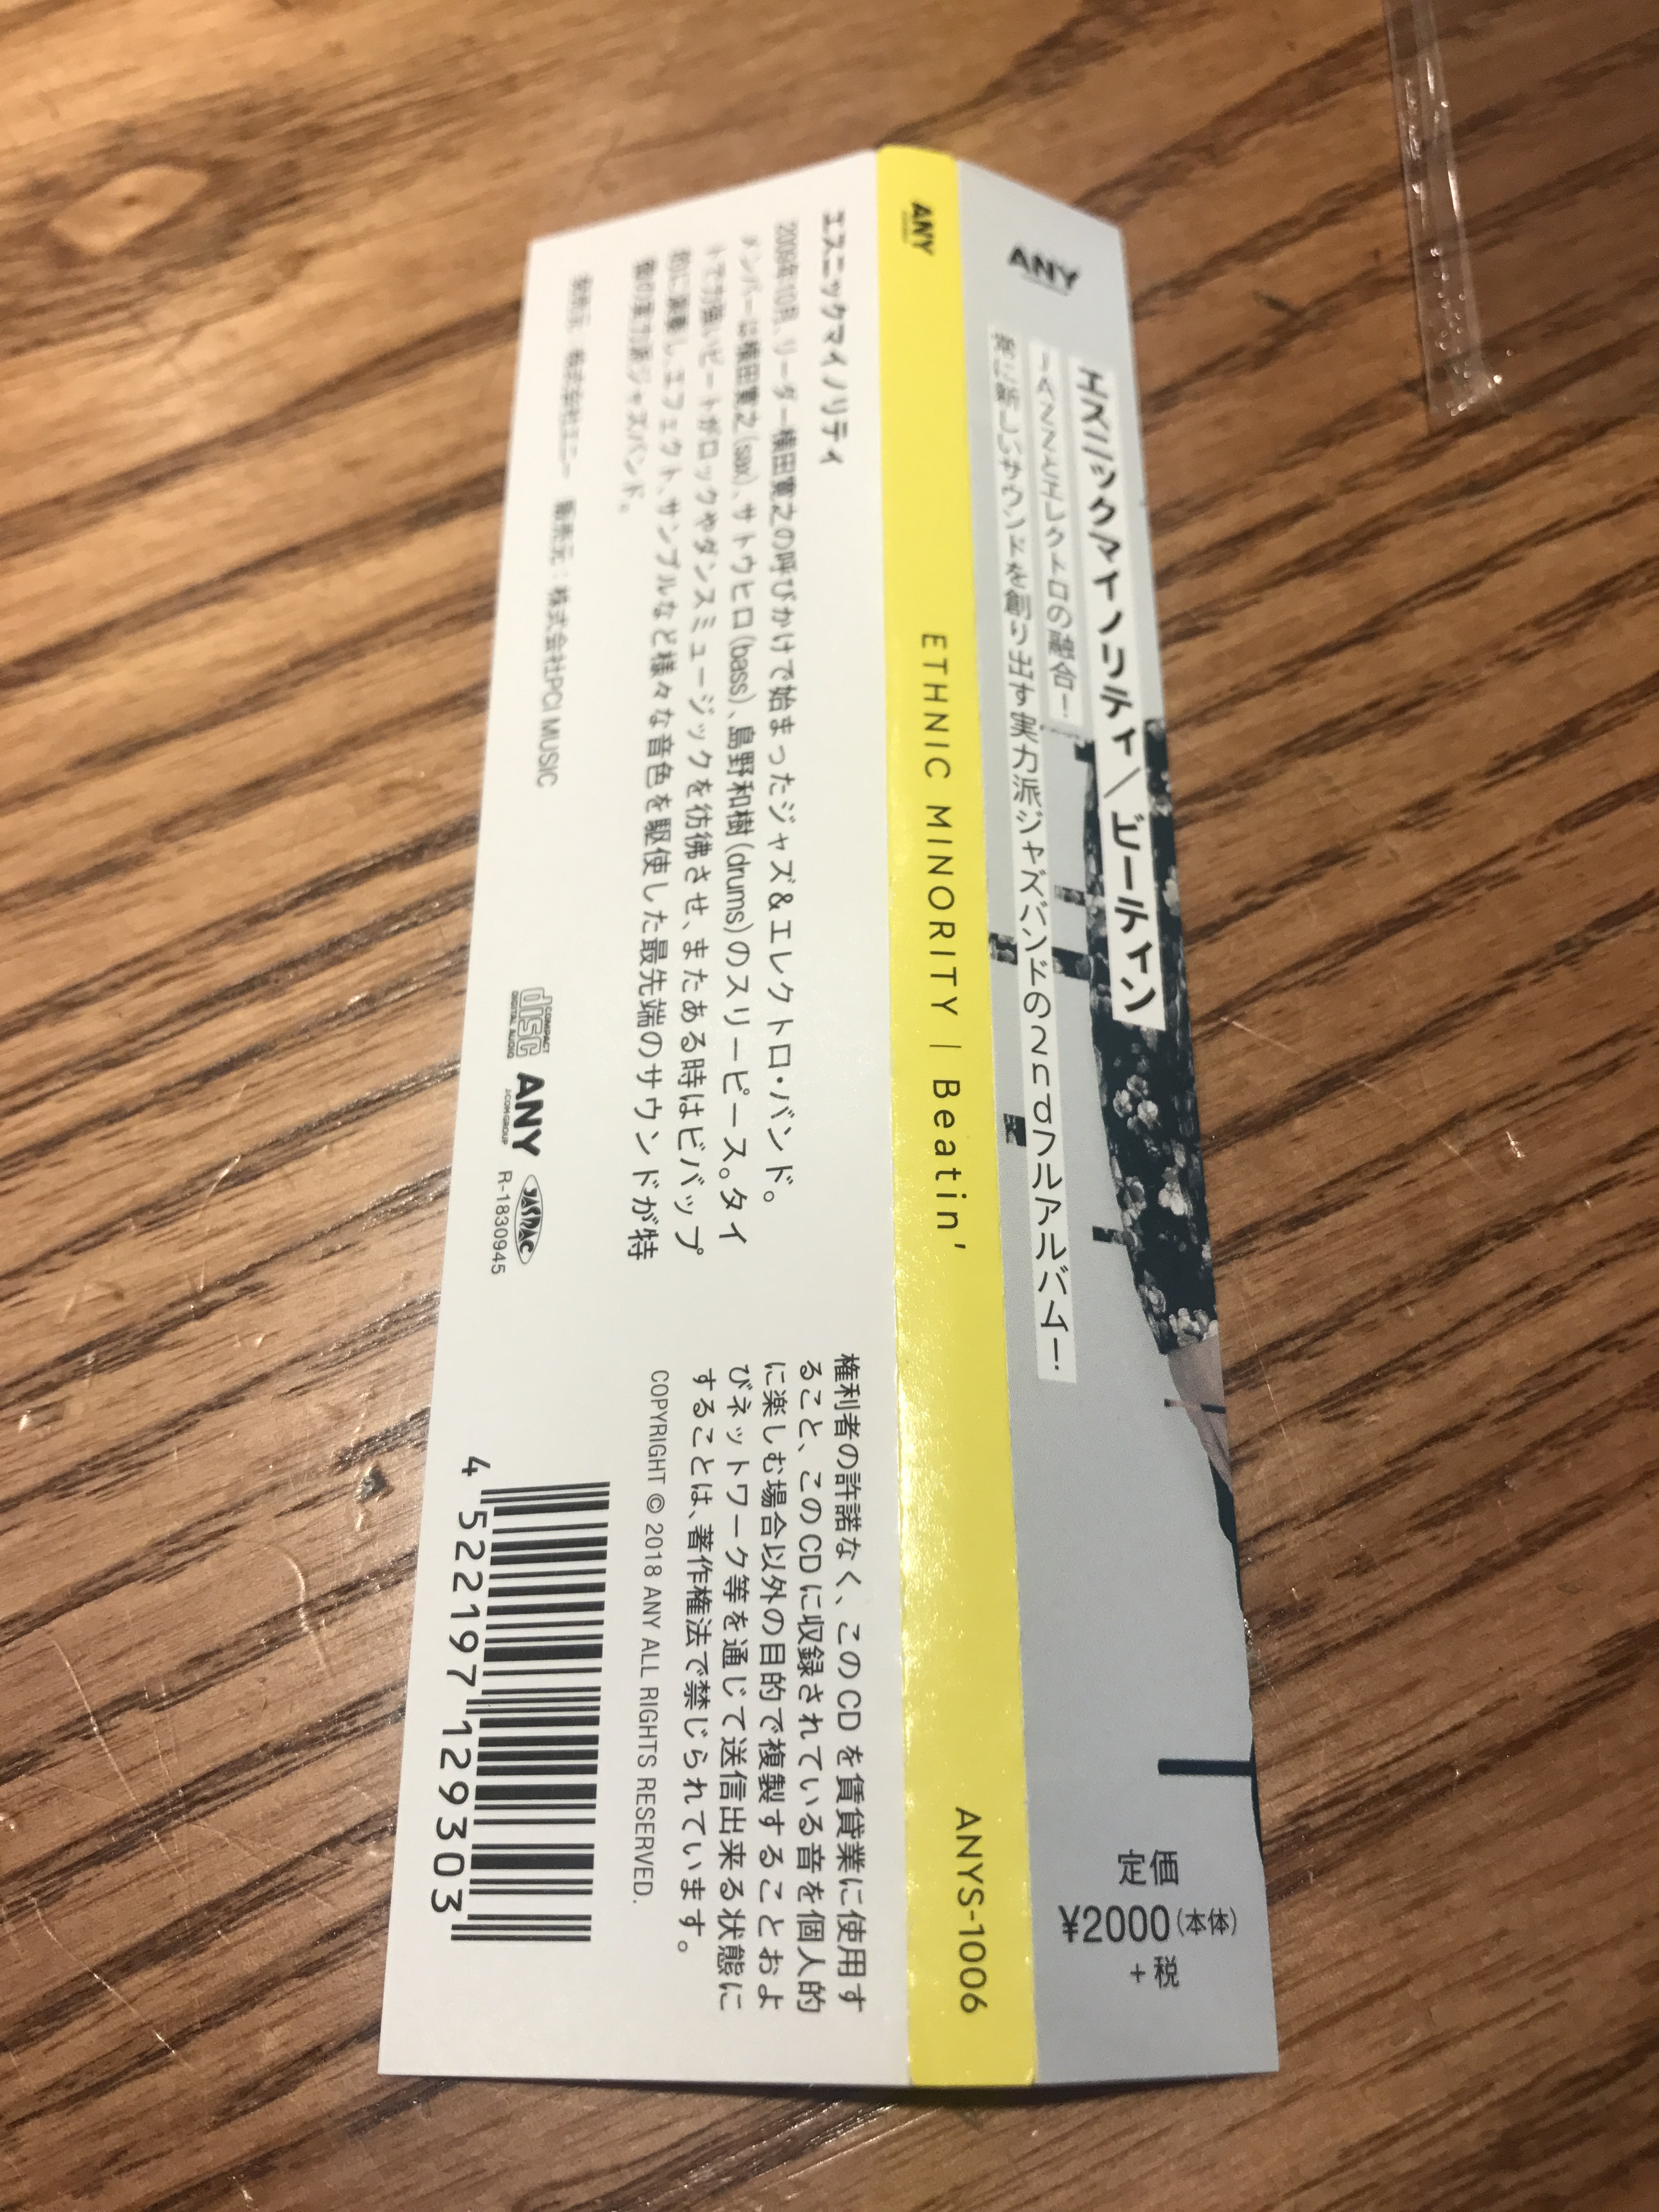 ANY
エスニックマイノリティ／ビーティン
JAZZとエレクトロの融合！
常に新しいサウンドを創り出す実力派ジャズバンドの2ndフルアルバム！
定価
¥2000(本体)
+税
ANY
ETHNIC MINORITY | Beatin'
ANYS-1006
エスニックマイノリティ
2009年10月、リーダー横田寛之の呼びかけで始まったジャズ&エレクトロ・バンド。
メンバーは横田寛之(sax)、サトウヒロ(bass)、島野和樹(drums)のスリーピース。タイ
トで力強いビートがロックやダンスミュージックを彷彿させ、またある時はビバップ
的に演奏し、エフェクト、サンプルなど様々な音色を駆使した最先端のサウンドが特
徴の実力派ジャズバンド。
発売元：株式会社エニー 販売元：株式会社PCI MUSIC
COMPACT
disc
DIGITAL AUDIO
ANY
J:COM GROUP
JASRAC
R-1830945
権利者の許諾なく、このCDを賃貸業に使用す
ること、このCDに収録されている音を個人的
に楽しむ場合以外の目的で複製することおよ
びネットワーク等を通じて送信出来る状態に
することは、著作権法で禁じられています。
COPYRIGHT © 2018 ANY ALL RIGHTS RESERVED.
4 522197 129303